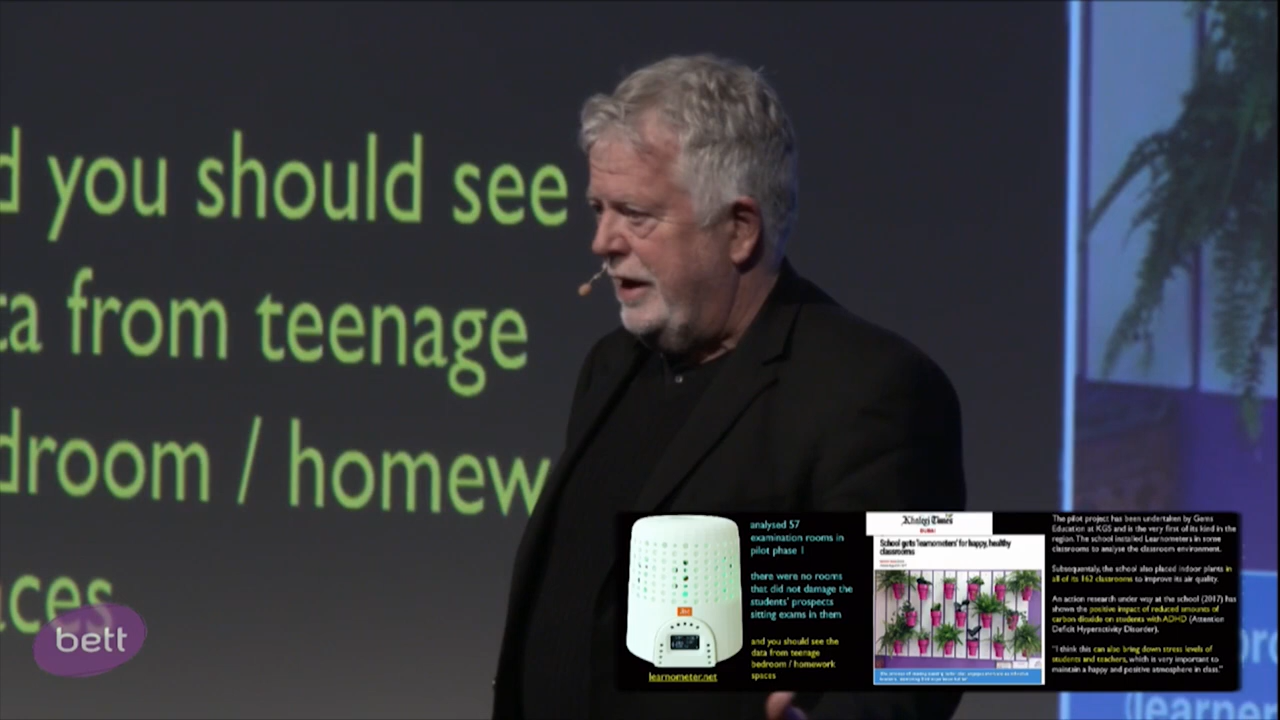 d you should see
ta from teenage
droom / homew
aces
bett
analysed 57
examination rooms in
pilot phase 1
there were no rooms
that did not damage the
students' prospects
sitting exams in them
and you should see the
data from teenage
bedroom / homework
spaces
learnometer.net
Khaleej Times
DUBAI
School gets 'learnometers' for happy, healthy
classrooms
The pilot project has been undertaken by Gems
Education at KGS and is the very first of its kind in the
region. The school installed Learnometers in some
classrooms to analyse the classroom environment.
Subsequently, the school also placed indoor plants in
all of its 162 classrooms to improve its air quality.
An action research under way at the school (2017) has
shown the positive impact of reduced amounts of
carbon dioxide on students with ADHD (Attention
Deficit Hyperactivity Disorder).
"I think this can also bring down stress levels of
students and teachers, which is very important to
maintain a happy and positive atmosphere in class."
(learner